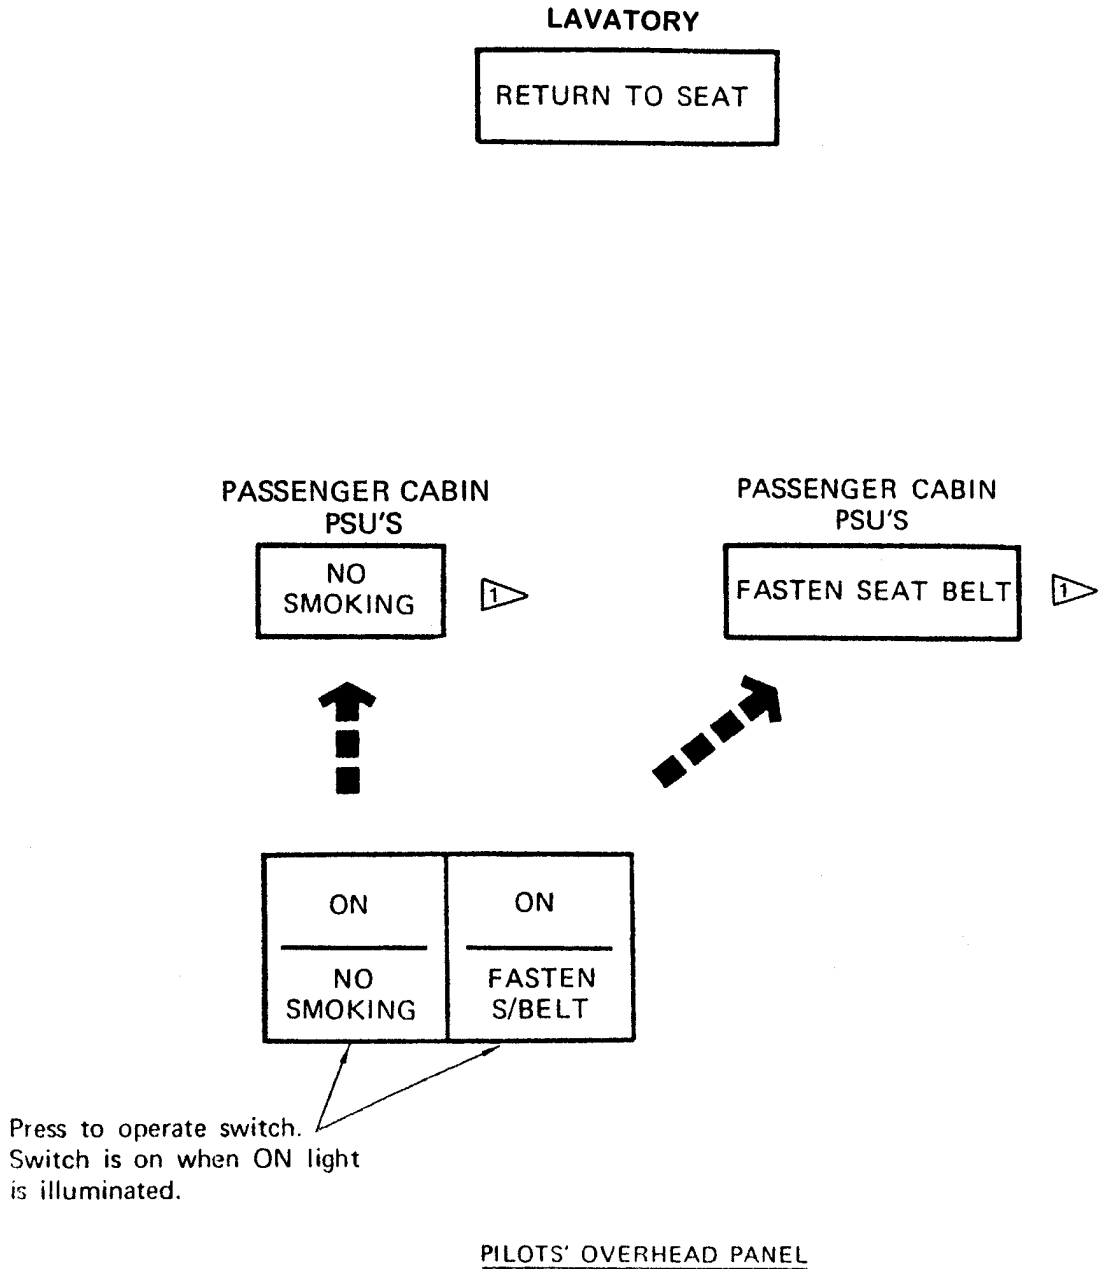 LAVATORY
RETURN TO SEAT
PASSENGER CABIN
PSU'S
NO
SMOKING
1
PASSENGER CABIN
PSU'S
FASTEN SEAT BELT
1
ON
NO
SMOKING
ON
FASTEN
S/BELT
Press to operate switch.
Switch is on when ON light
is illuminated.
PILOTS' OVERHEAD PANEL